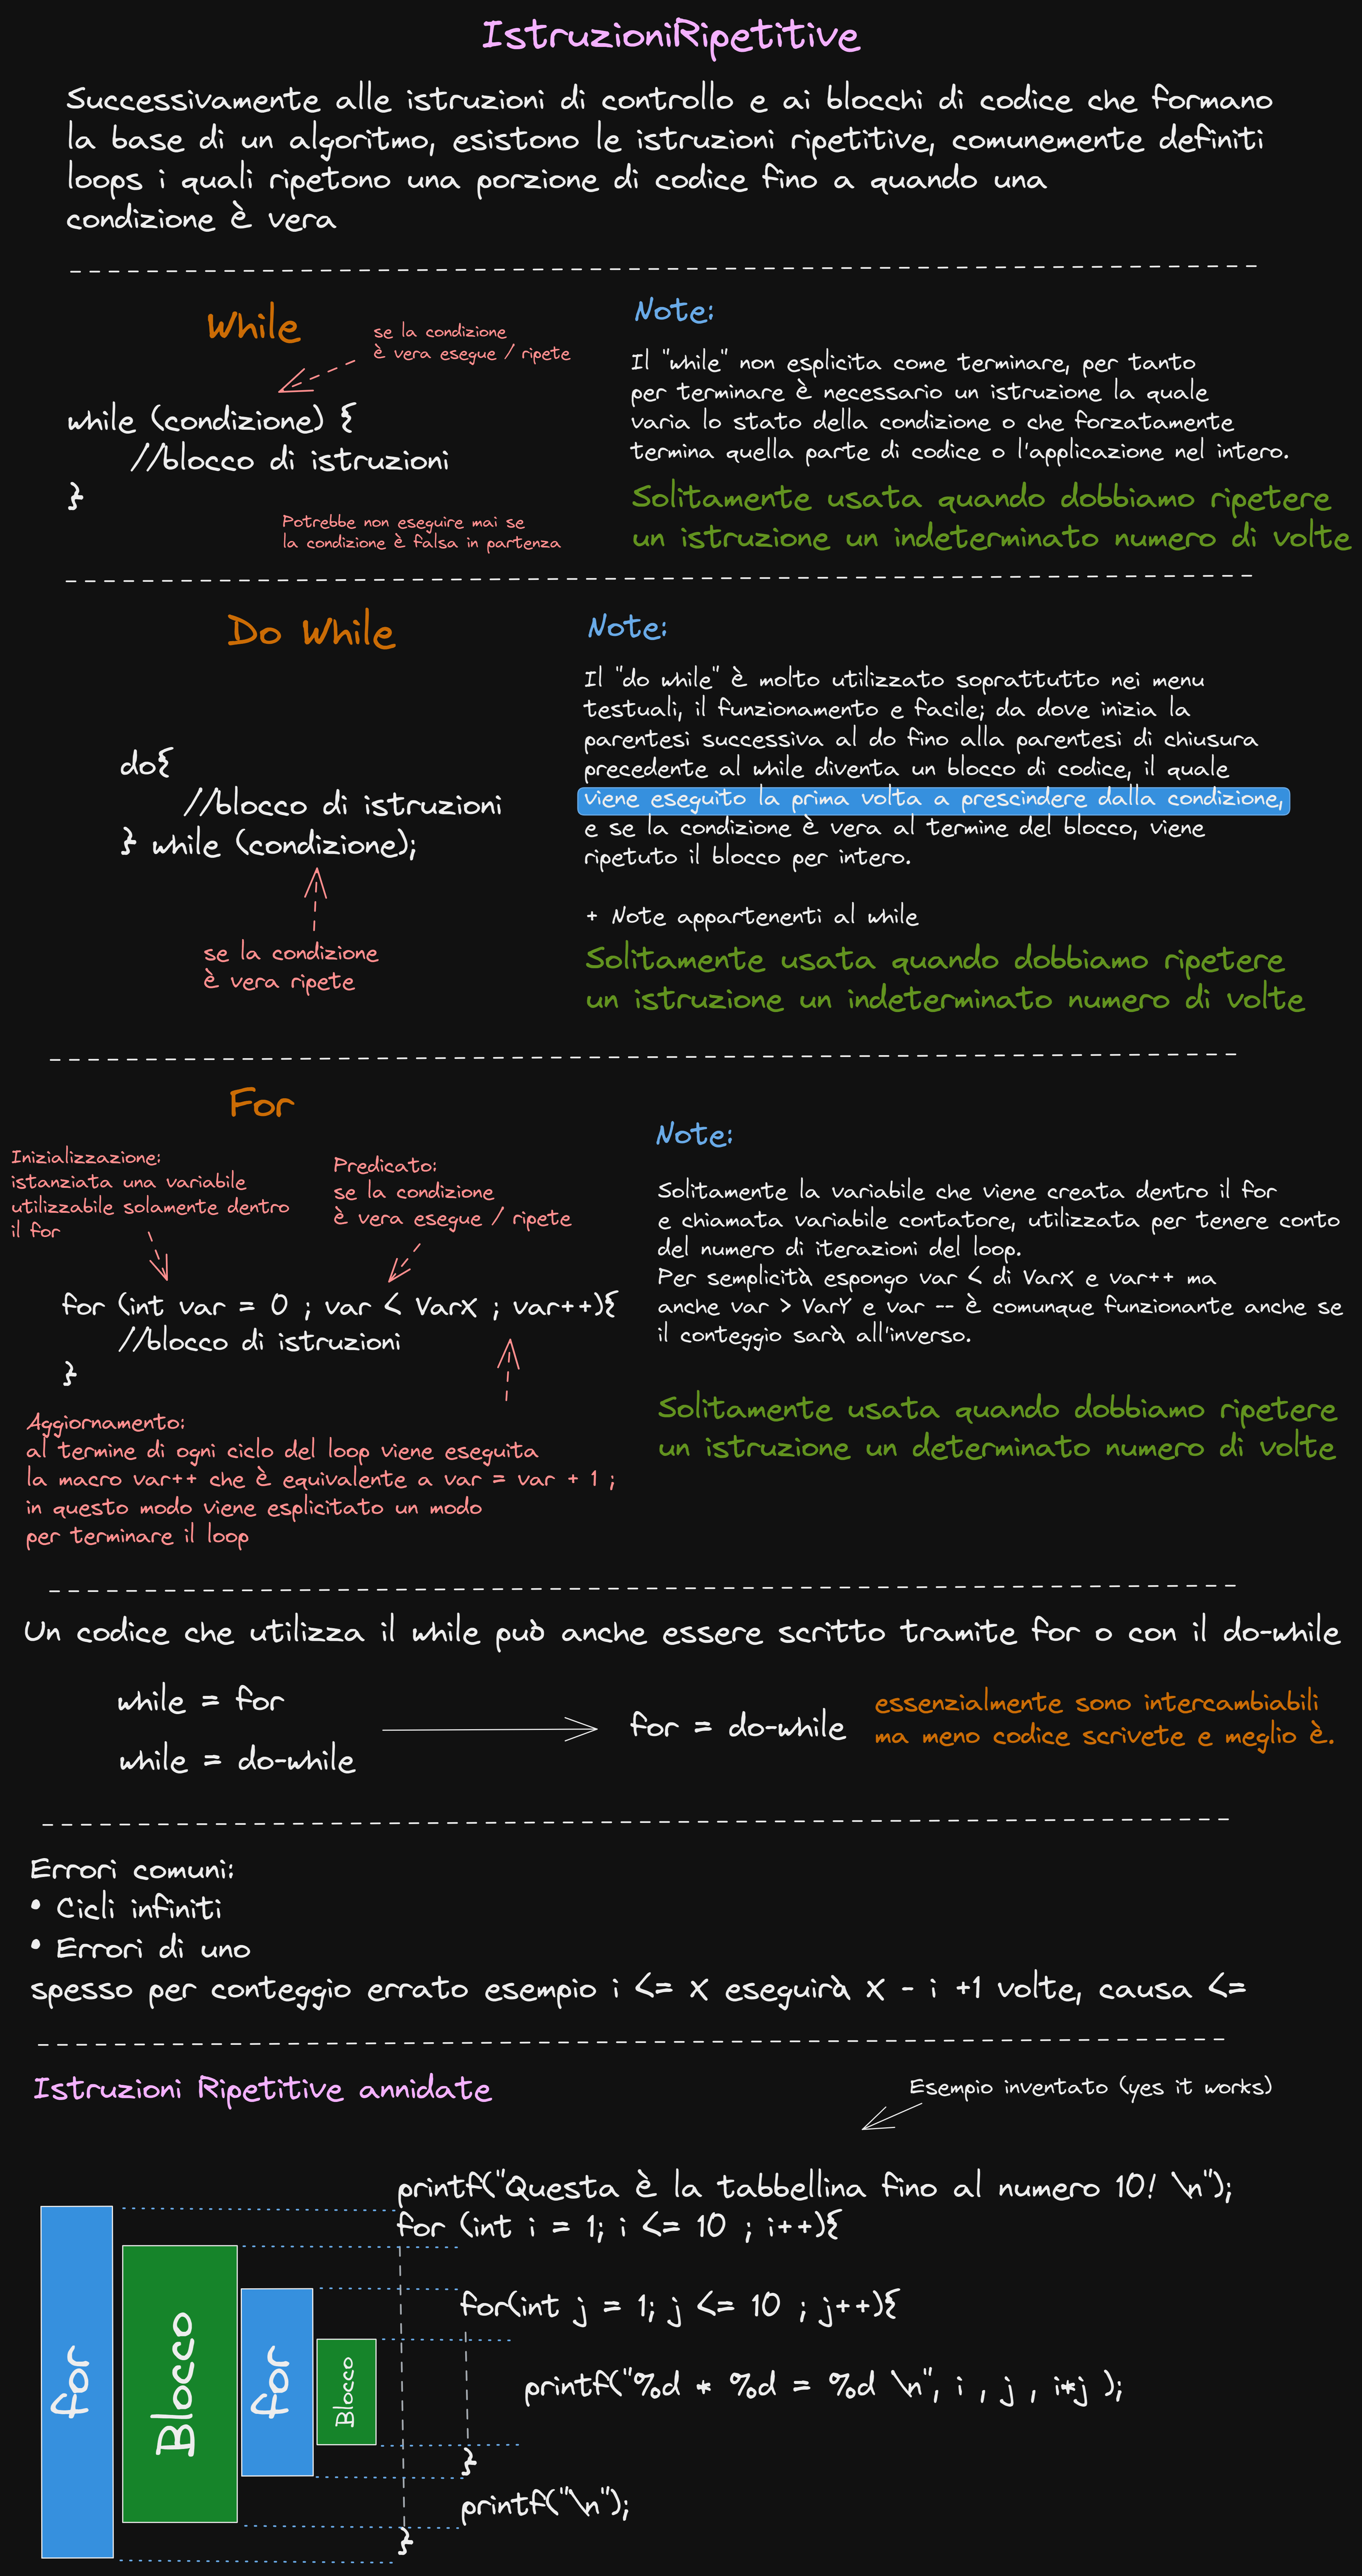 IstruzioniRipetitive
Successivamente alle istruzioni di controllo e ai blocchi di codice che formano
la base di un algoritmo, esistono le istruzioni ripetitive, comunemente definiti
loops i quali ripetono una porzione di codice fino a quando una
condizione è vera
While
se la condizione
è vera esegue / ripete
while (condizione) {
//blocco di istruzioni
}
Potrebbe non eseguire mai se
la condizione è falsa in partenza
Note:
Il "while" non esplicita come terminare, per tanto
per terminare è necessario un istruzione la quale
varia lo stato della condizione o che forzatamente
termina quella parte di codice o l'applicazione nel intero.
Solitamente usata quando dobbiamo ripetere
un istruzione un indeterminato numero di volte
Do While
do{
//blocco di istruzioni
} while (condizione);
se la condizione
è vera ripete
Note:
Il "do while" è molto utilizzato soprattutto nei menu
testuali, il funzionamento e facile; da dove inizia la
parentesi successiva al do fino alla parentesi di chiusura
precedente al while diventa un blocco di codice, il quale
viene eseguito la prima volta a prescindere dalla condizione,
e se la condizione è vera al termine del blocco, viene
ripetuto il blocco per intero.
+ Note appartenenti al while
Solitamente usata quando dobbiamo ripetere
un istruzione un indeterminato numero di volte
For
Inizializzazione:
istanziata una variabile
utilizzabile solamente dentro
il for
Predicato:
se la condizione
è vera esegue / ripete
for (int var = 0 ; var < VarX ; var++){
//blocco di istruzioni
}
Aggiornamento:
al termine di ogni ciclo del loop viene eseguita
la macro var++ che è equivalente a var = var + 1 ;
in questo modo viene esplicitato un modo
per terminare il loop
Note:
Solitamente la variabile che viene creata dentro il for
e chiamata variabile contatore, utilizzata per tenere conto
del numero di iterazioni del loop.
Per semplicità espongo var < di VarX e var++ ma
anche var > VarY e var -- è comunque funzionante anche se
il conteggio sarà all'inverso.
Solitamente usata quando dobbiamo ripetere
un istruzione un determinato numero di volte
Un codice che utilizza il while può anche essere scritto tramite for o con il do-while
while = for
while = do-while
for = do-while
essenzialmente sono intercambiabili
ma meno codice scrivete e meglio è.
Errori comuni:
• Cicli infiniti
• Errori di uno
spesso per conteggio errato esempio i <= X eseguirà X - i +1 volte, causa <=
Istruzioni Ripetitive annidate
Esempio inventato (yes it works)
printf("Questa è la tabbellina fino al numero 10! \n");
for (int i = 1; i <= 10 ; i++){
for(int j = 1; j <= 10 ; j++){
printf("%d * %d = %d \n", i , j , i*j );
}
printf("\n");
}
for
Blocco
for
Blocco